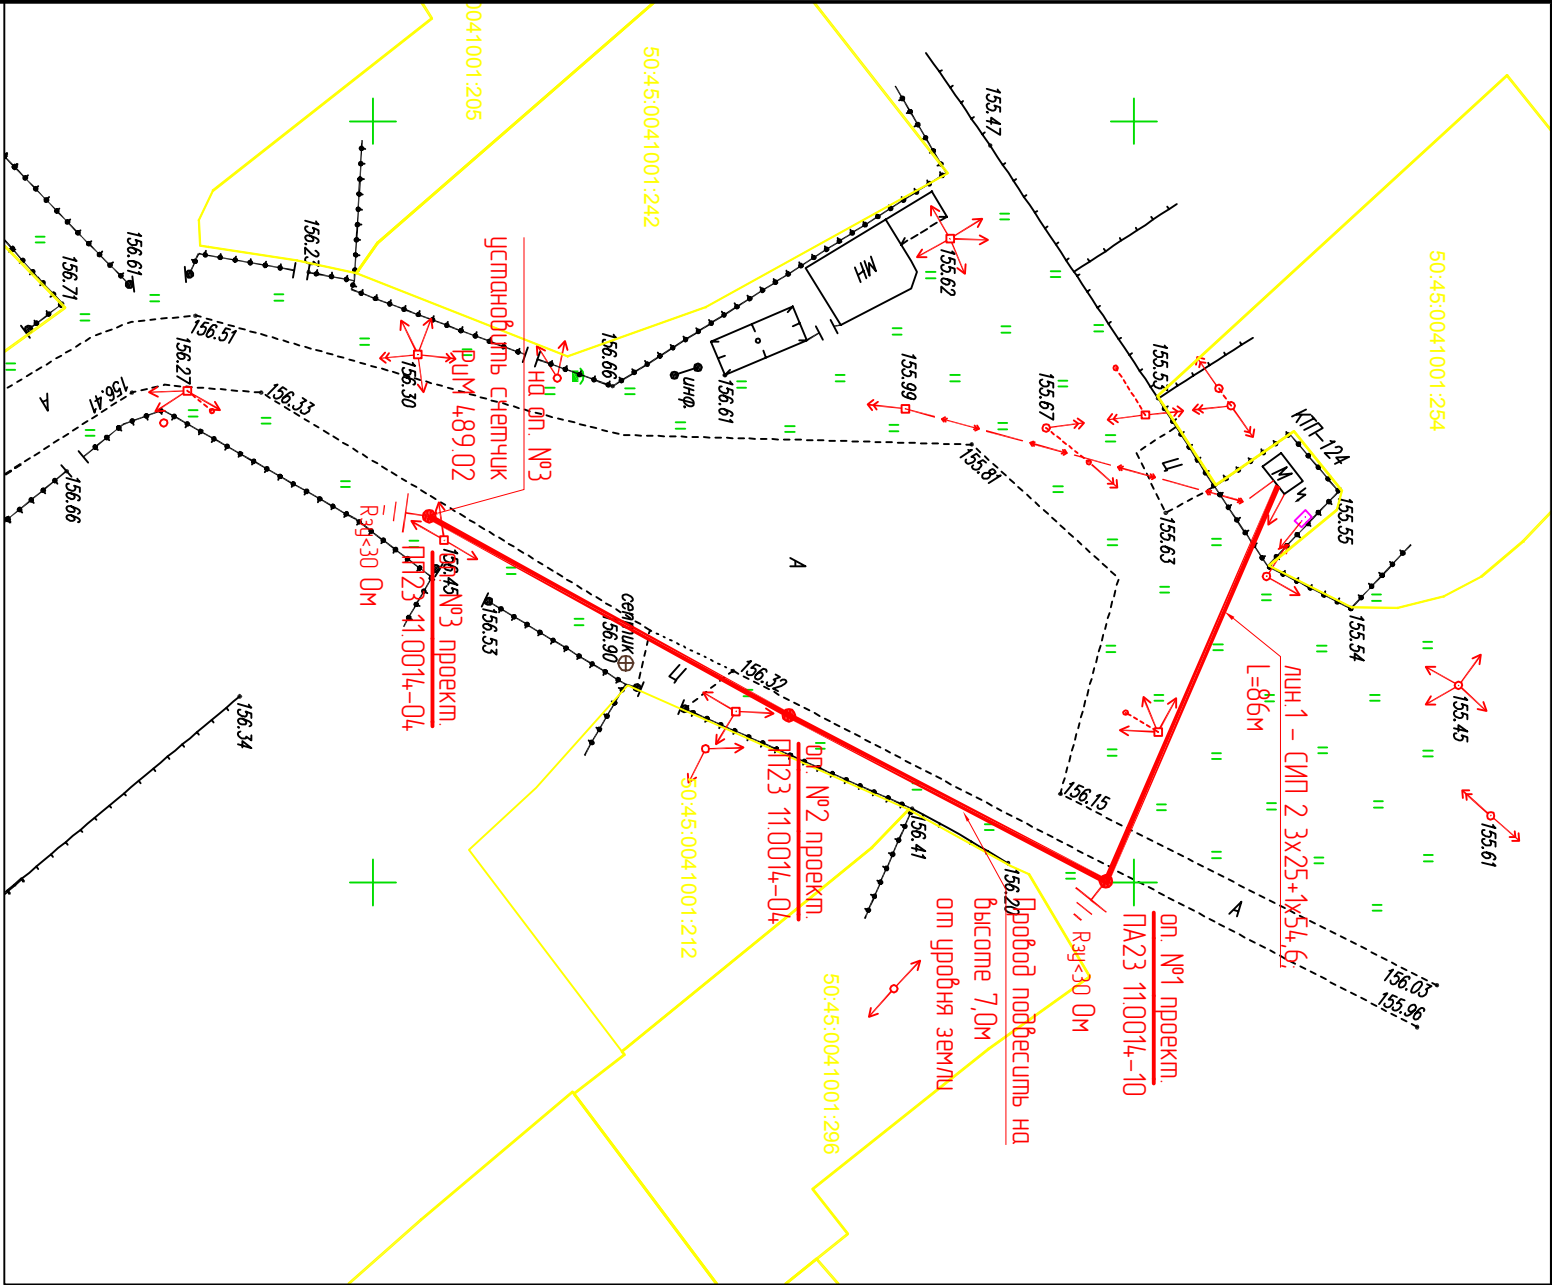 50:45:0041001:254
155.45
155.61
КТП-124
155.55
155.54
лин.1 – СИП 2 3х25+1х54,6
L=86м
156.03
155.96
М
А
155.53
155.63
Ц
оп. №1 проект.
ПА23 11.0014-10
Rзу<30 Ом
156.15
155.47
155.67
155.81
156.20
Провод подвесить на
высоте 7,0м
от уровня земли
155.62
155.99
156.41
МН
50:45:0041001:296
А
оп. №2 проект.
ПП23 11.0014-04
156.61
инф.
156.32
50:45:0041001:212
Ц
50:45:0041001:242
156.66
септик
56.90
на оп. №3
установить счетчик
РиМ 489.02
156.53
0041001:205
156.30
156.45
оп. №3 проект.
ПП23 11.0014-04
Rзу<30 Ом
156.23
156.33
156.51
156.27
156.34
156.61
156.41
156.71
156.66
А